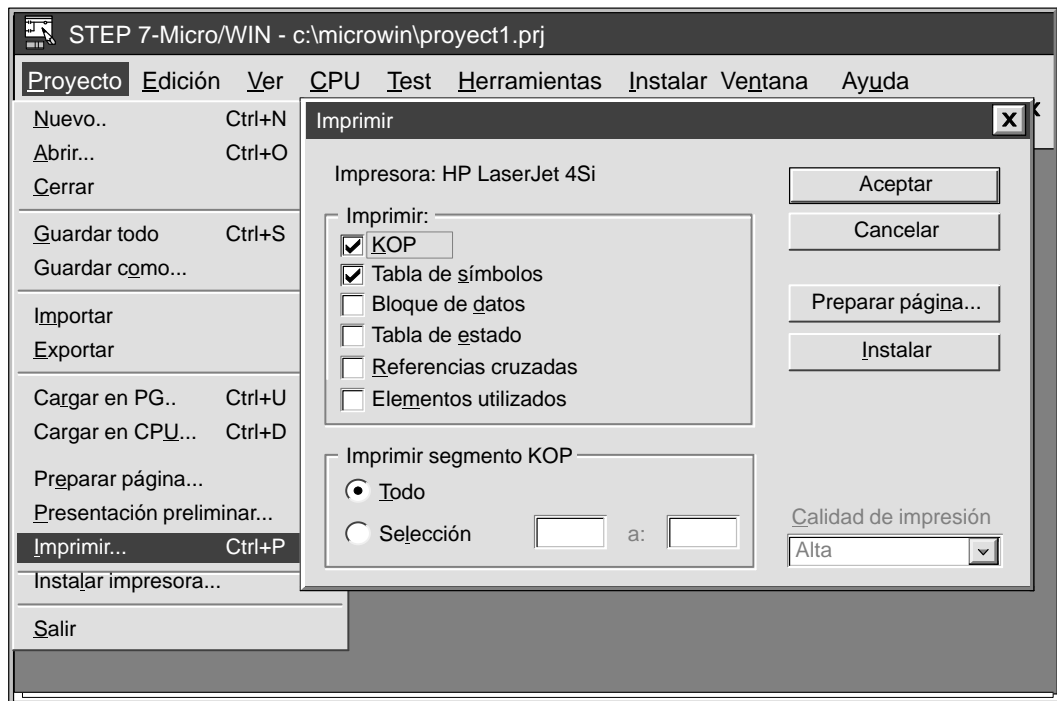 STEP 7-Micro/WIN - c:\microwin\proyect1.prj
Proyecto Edición Ver CPU Test Herramientas Instalar Ventana Ayuda
Nuevo.. Ctrl+N
Abrir... Ctrl+O
Cerrar
Guardar todo Ctrl+S
Guardar como...
Importar
Exportar
Cargar en PG.. Ctrl+U
Cargar en CPU... Ctrl+D
Preparar página...
Presentación preliminar...
Imprimir... Ctrl+P
Instalar impresora...
Salir
Imprimir
Impresora: HP LaserJet 4Si
Imprimir:
KOP
Tabla de símbolos
Bloque de datos
Tabla de estado
Referencias cruzadas
Elementos utilizados
Imprimir segmento KOP
Todo
Selección a:
Aceptar
Cancelar
Preparar página...
Instalar
Calidad de impresión
Alta